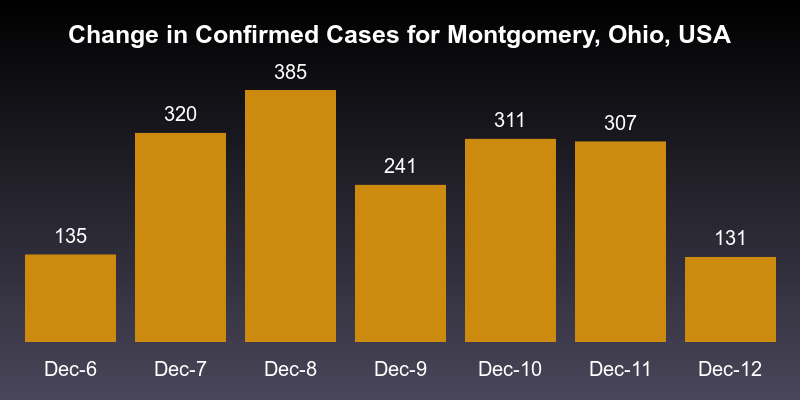 Change in Confirmed Cases for Montgomery, Ohio, USA
135
320
385
241
311
307
131
Dec-6
Dec-7
Dec-8
Dec-9
Dec-10
Dec-11
Dec-12